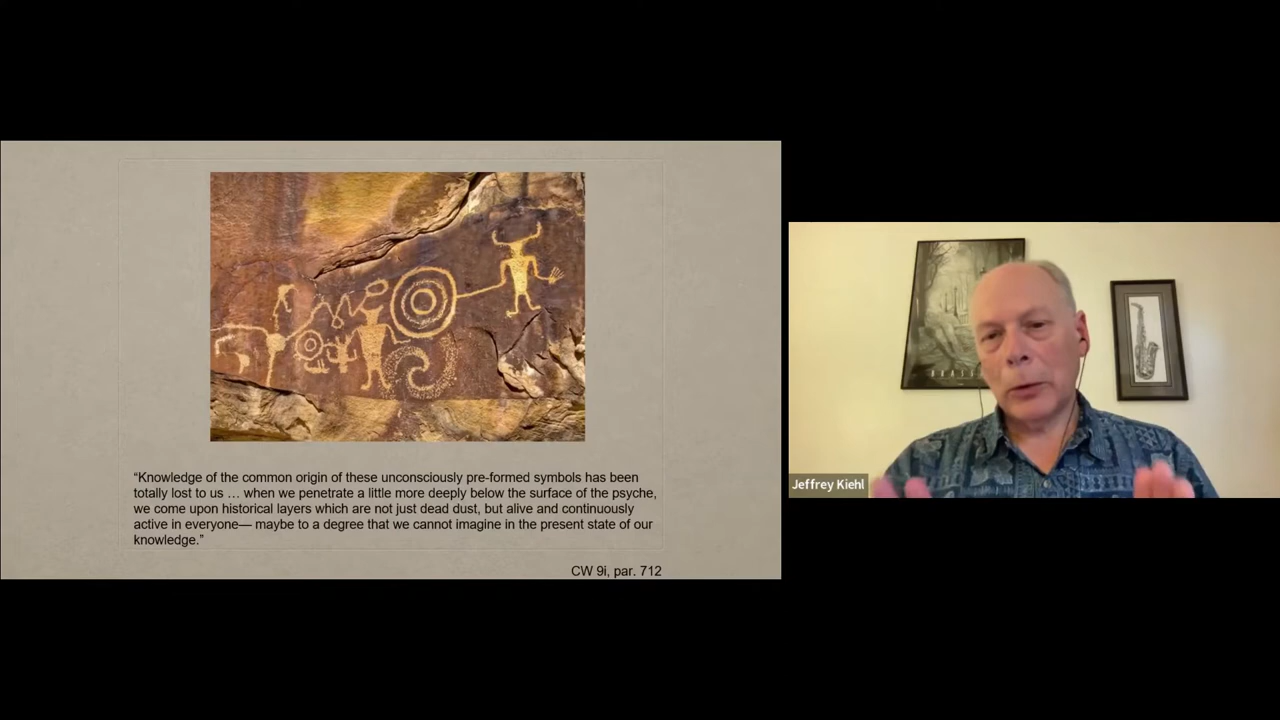 “Knowledge of the common origin of these unconsciously pre-formed symbols has been
totally lost to us … when we penetrate a little more deeply below the surface of the psyche,
we come upon historical layers which are not just dead dust, but alive and continuously
active in everyone— maybe to a degree that we cannot imagine in the present state of our
knowledge.”
CW 9i, par. 712
Jeffrey Kiehl